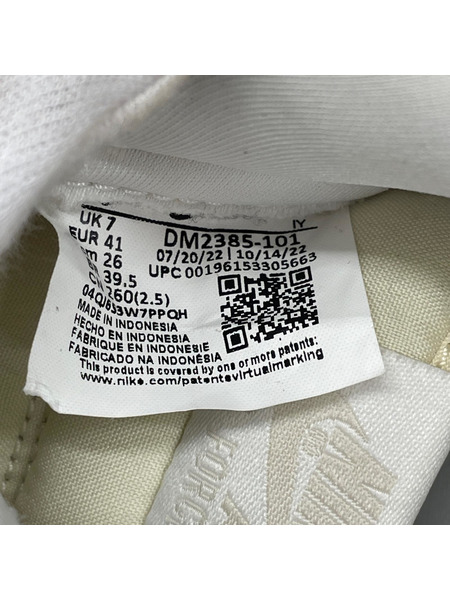 UK 7
EUR 41
cm 26
39.5
260(2.5)
IY
DM2385-101
07/20/22 | 10/14/22
UPC 00196153305663
MADE IN INDONESIA
HECHO EN INDONESIA
FABRIQUE EN INDONESIE
FABRICADO NA INDONÉSIA
This product is covered by one or more patents:
www.nike.com/patentsvirtualmarking